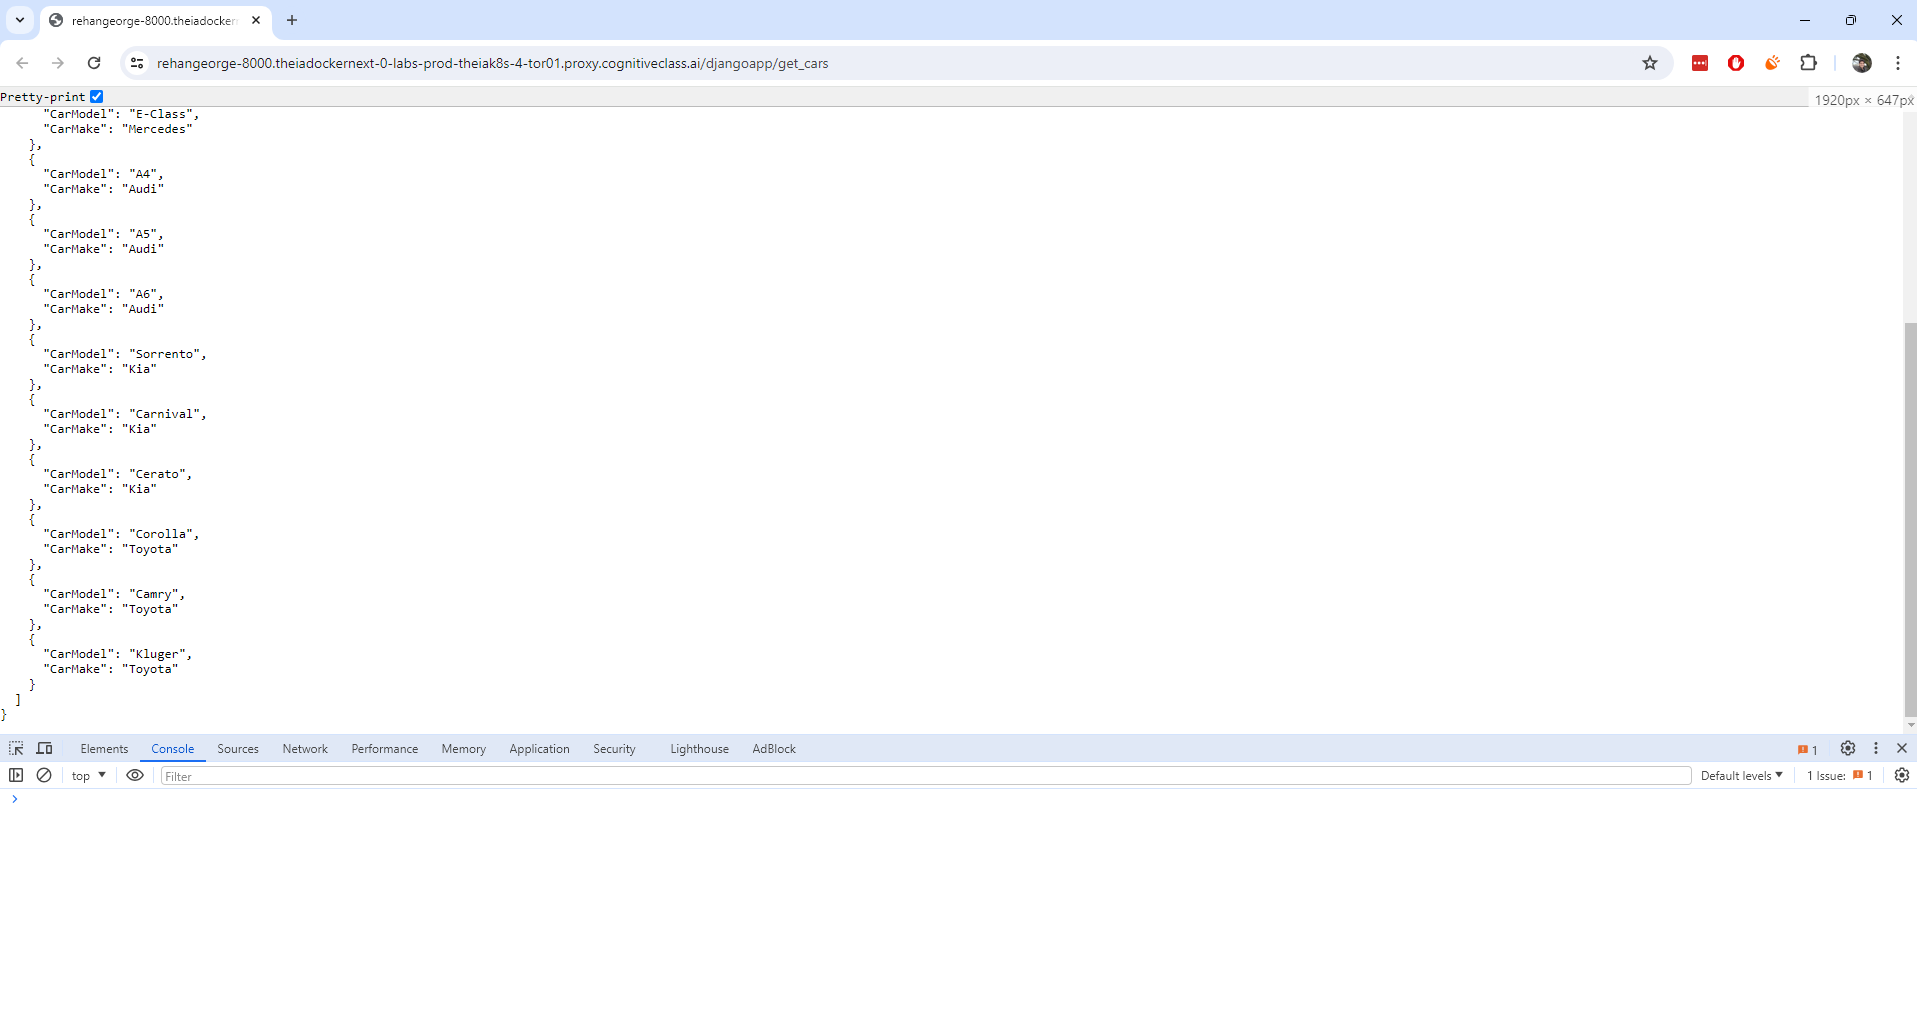 rehangeorge-8000.theiadocker
rehangeorge-8000.theiadockernext-0-labs-prod-theiak8s-4-tor01.proxy.cognitiveclass.ai/djangoapp/get_cars
Pretty-print
1920px × 647px
"CarModel": "E-Class",
"CarMake": "Mercedes"
},
{
"CarModel": "A4",
"CarMake": "Audi"
},
{
"CarModel": "A5",
"CarMake": "Audi"
},
{
"CarModel": "A6",
"CarMake": "Audi"
},
{
"CarModel": "Sorrento",
"CarMake": "Kia"
},
{
"CarModel": "Carnival",
"CarMake": "Kia"
},
{
"CarModel": "Cerato",
"CarMake": "Kia"
},
{
"CarModel": "Corolla",
"CarMake": "Toyota"
},
{
"CarModel": "Camry",
"CarMake": "Toyota"
},
{
"CarModel": "Kluger",
"CarMake": "Toyota"
}
]
}
Elements Console Sources Network Performance Memory Application Security Lighthouse AdBlock 1
top Filter Default levels 1 Issue: 1